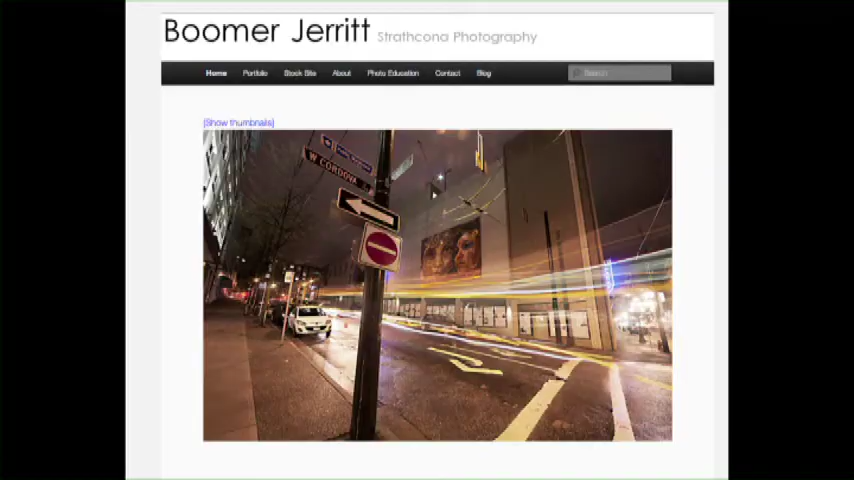 Boomer Jerritt Strathcona Photography
Home Portfolio Stock Site About Photo Education Contact Blog Search
[Show thumbnails]
W CORDOVA